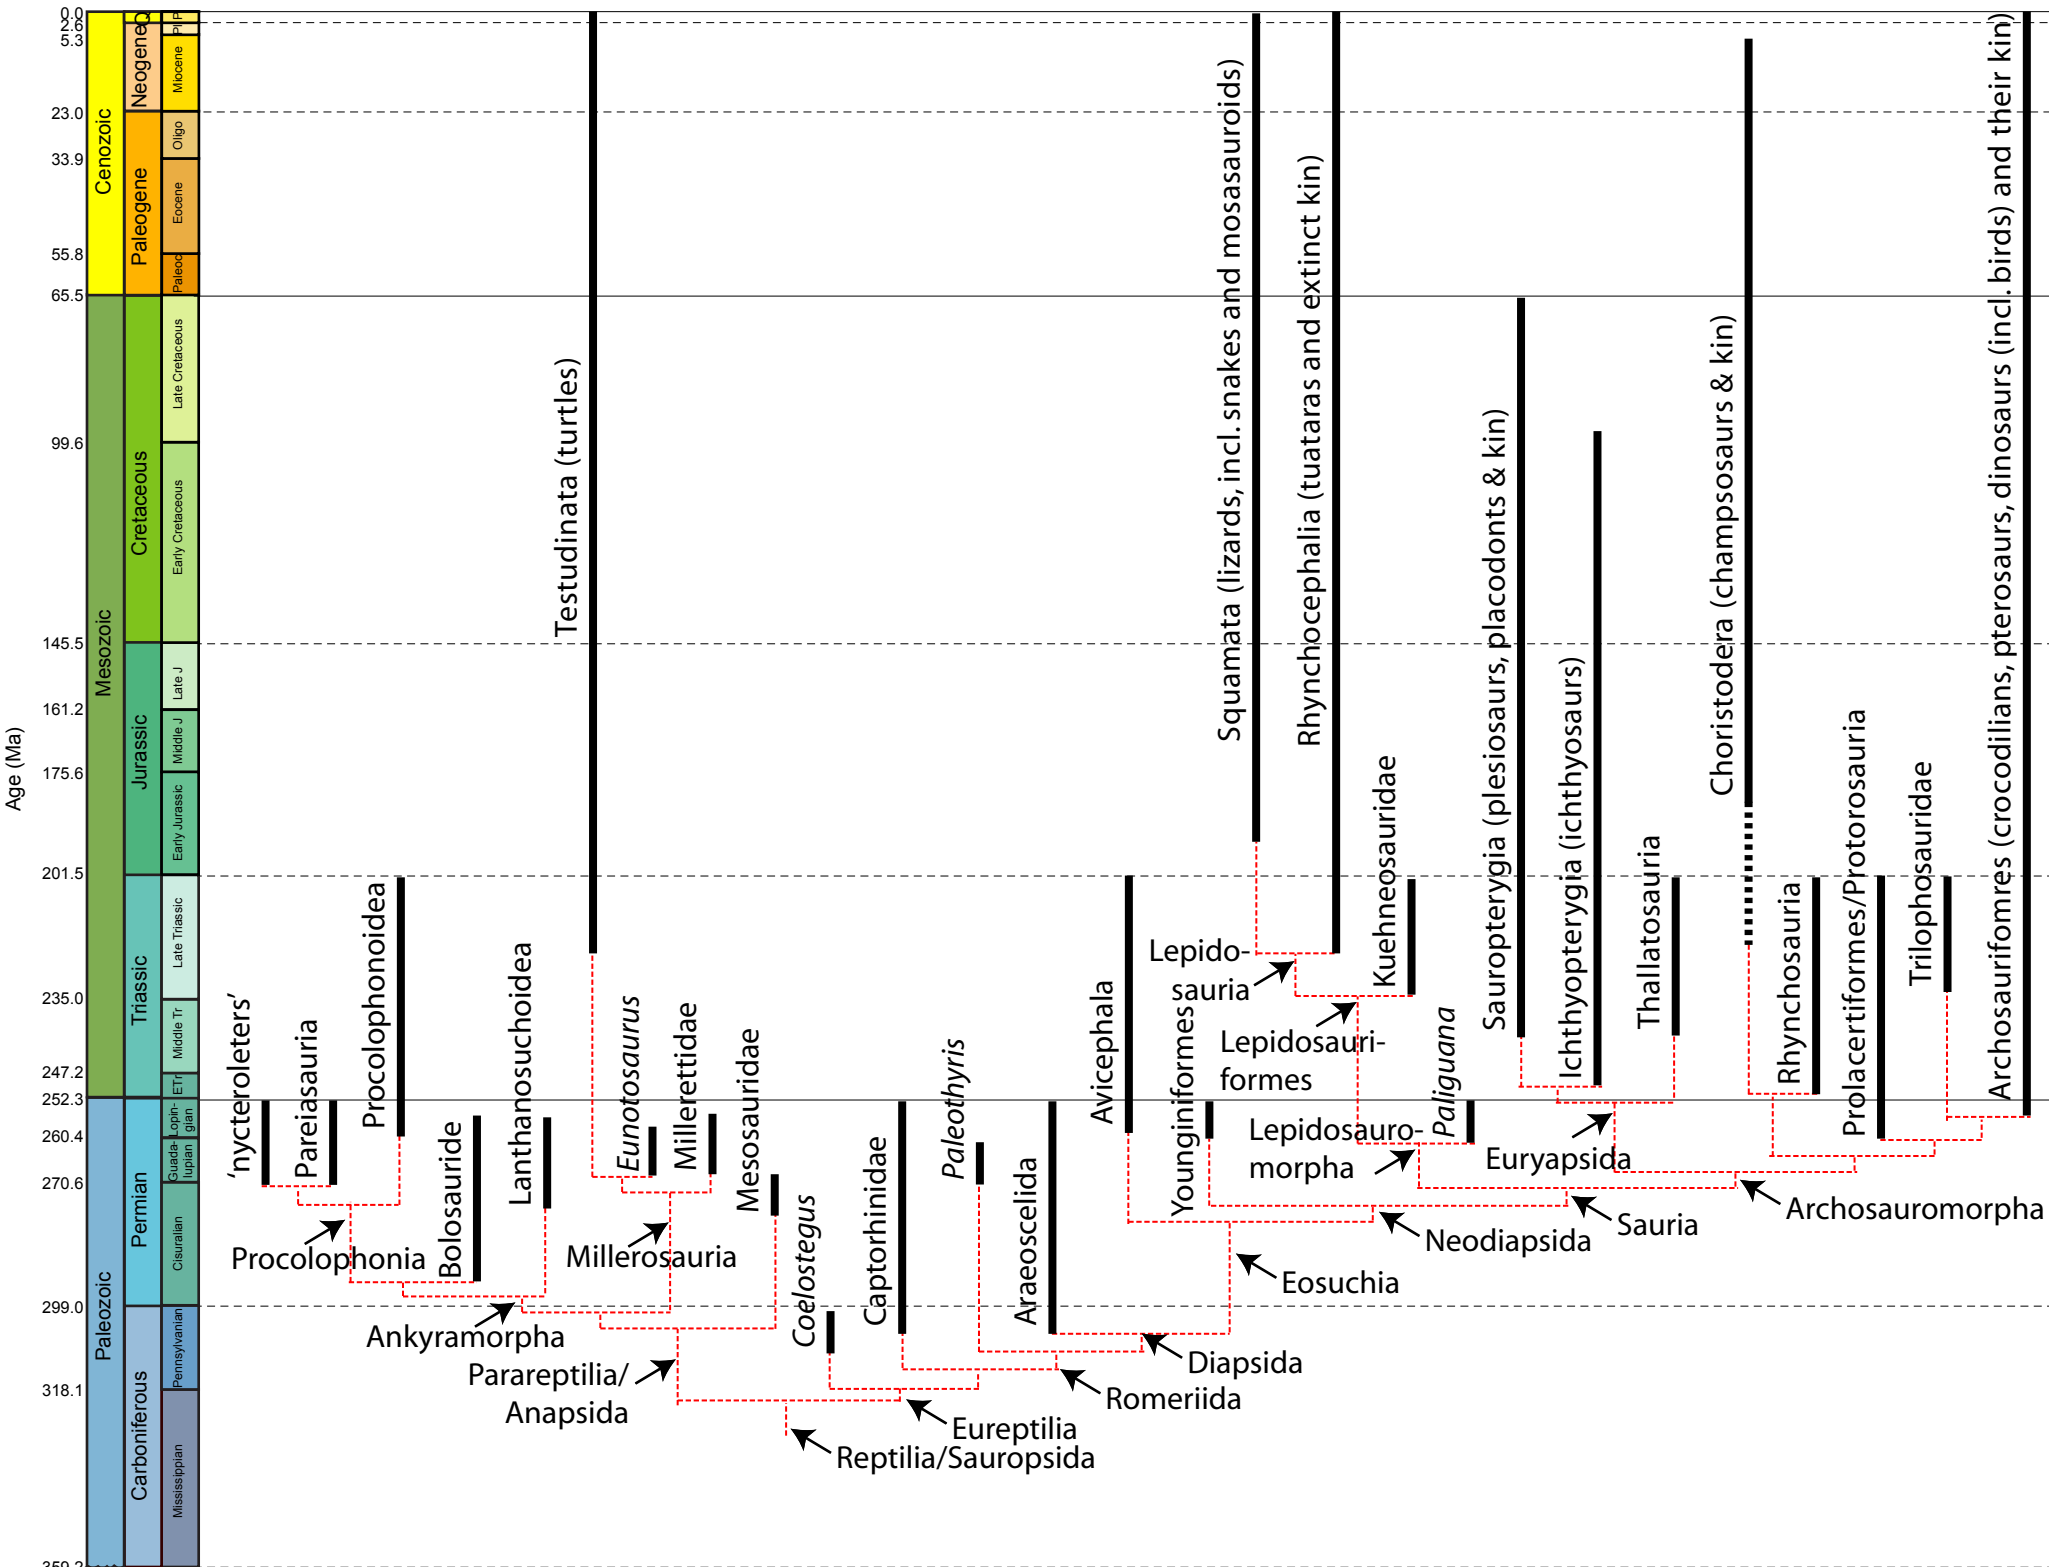 Age (Ma)
0.0
2.6
5.3
23.0
33.9
55.8
65.5
99.6
145.5
161.2
175.6
201.5
235.0
247.2
252.3
260.4
270.6
299.0
318.1
359.2
Cenozoic
Mesozoic
Paleozoic
Q
Neogene
Paleogene
Cretaceous
Jurassic
Triassic
Permian
Carboniferous
P
Pl
Miocene
Oligo
Eocene
Paleoc
Late Cretaceous
Early Cretaceous
Late J
Middle J
Early Jurassic
Late Triassic
Middle Tr
ETr
Lopin-
gian
Guada-
lupian
Cisuralian
Pennsylvanian
Mississippian
'nycteroleters'
Pareiasauria
Procolophonoidea
Bolosauride
Lanthanosuchoidea
Testudinata (turtles)
Eunotosaurus
Millerettidae
Mesosauridae
Coelostegus
Captorhinidae
Paleothyris
Araeoscelida
Avicephala
Younginiformes
Squamata (lizards, incl. snakes and mosasauroids)
Rhynchocephalia (tuataras and extinct kin)
Kuehneosauridae
Paliguana
Sauropterygia (plesiosaurs, placodonts & kin)
Ichthyopterygia (ichthyosaurs)
Thallatosauria
Choristodera (champsosaurs & kin)
Rhynchosauria
Prolacertiformes/Protorosauria
Trilophosauridae
Archosaurifomres (crocodilians, pterosaurs, dinosaurs (incl. birds) and their kin)
Lepido-
sauria
Lepidosauri-
formes
Lepidosauro-
morpha
Euryapsida
Archosauromorpha
Sauria
Neodiapsida
Eosuchia
Procolophonia
Millerosauria
Ankyramorpha
Parareptilia/
Anapsida
Diapsida
Romeriida
Eureptilia
Reptilia/Sauropsida